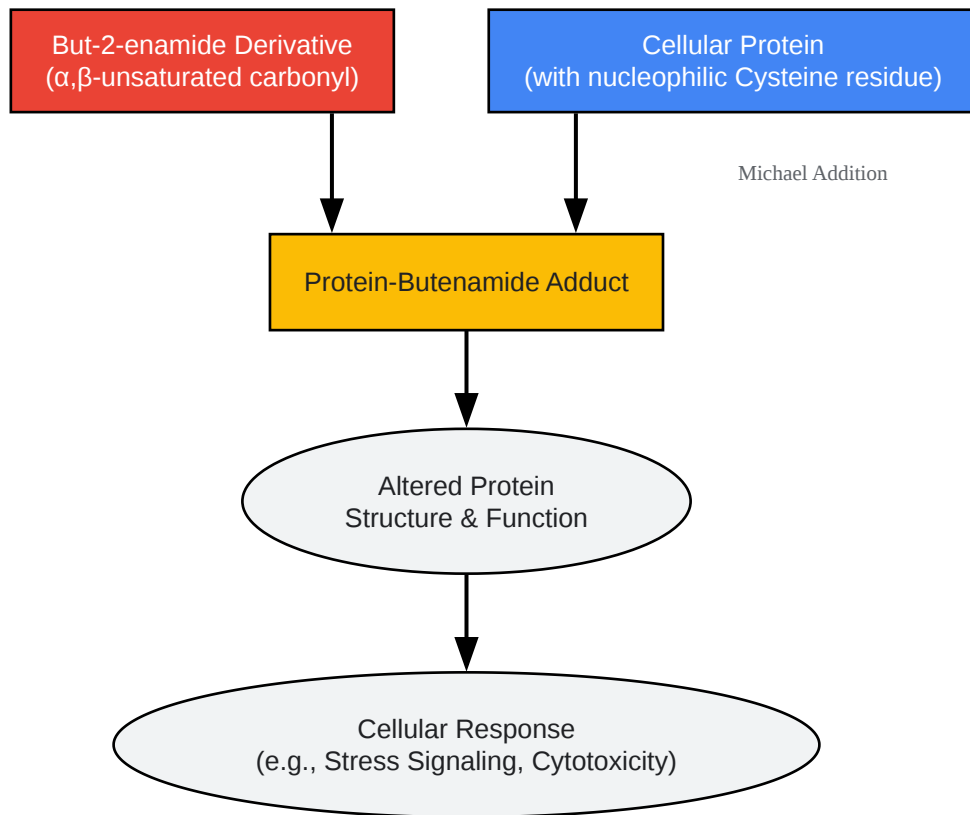 But-2-enamide Derivative
(α,β-unsaturated carbonyl)
Cellular Protein
(with nucleophilic Cysteine residue)
Michael Addition
Protein-Butenamide Adduct
Altered Protein
Structure & Function
Cellular Response
(e.g., Stress Signaling, Cytotoxicity)